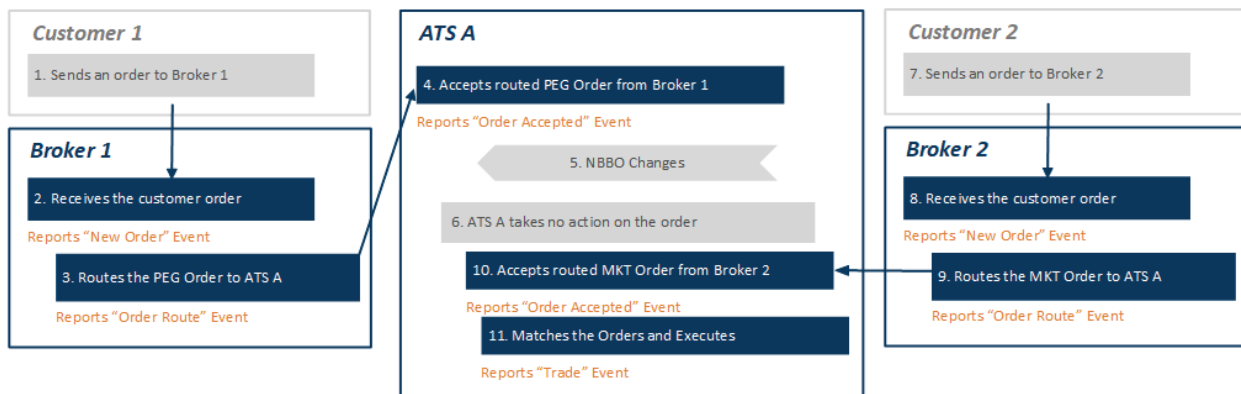 Customer 1
1. Sends an order to Broker 1
Broker 1
2. Receives the customer order
Reports “New Order” Event
3. Routes the PEG Order to ATS A
Reports “Order Route” Event
ATS A
4. Accepts routed PEG Order from Broker 1
Reports “Order Accepted” Event
5. NBBO Changes
6. ATS A takes no action on the order
10. Accepts routed MKT Order from Broker 2
Reports “Order Accepted” Event
11. Matches the Orders and Executes
Reports “Trade” Event
Customer 2
7. Sends an order to Broker 2
Broker 2
8. Receives the customer order
Reports “New Order” Event
9. Routes the MKT Order to ATS A
Reports “Order Route” Event